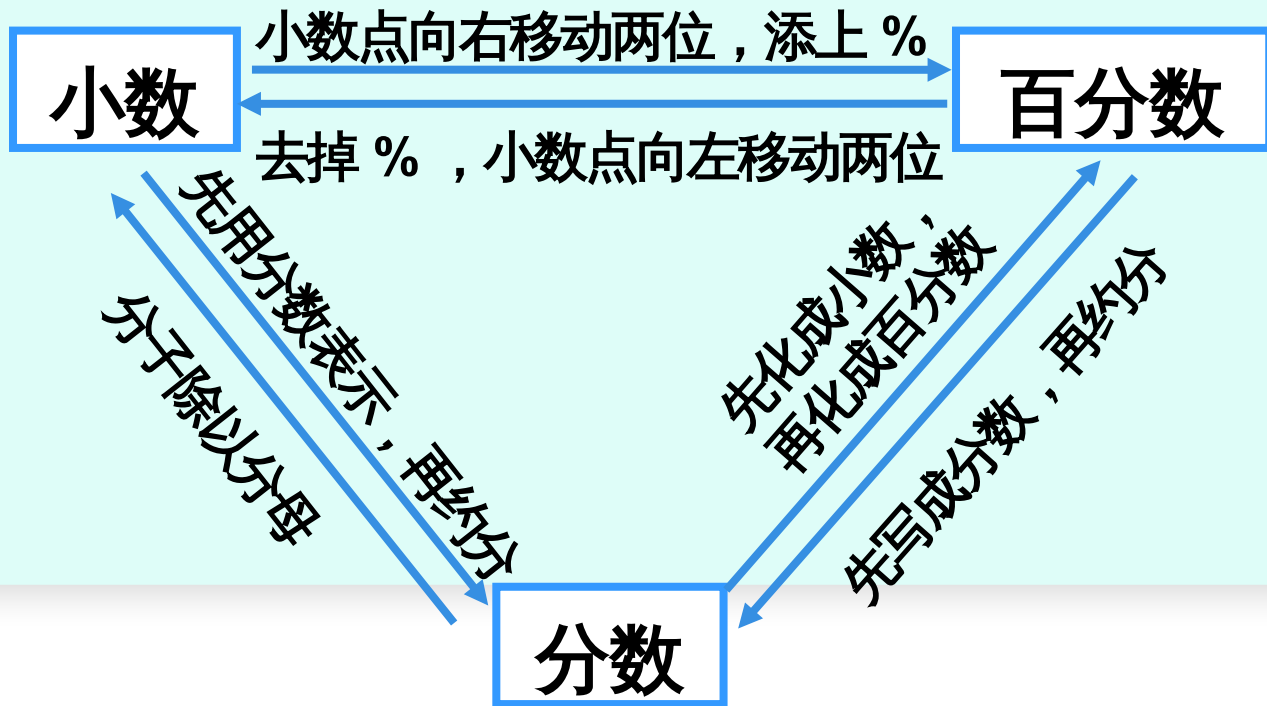 小数点向右移动两位，添上%
小数
百分数
去掉%，小数点向左移动两位
先用分数表示，再约分
分子除以分母
先化成小数，
再化成百分数
先写成分数，再约分
分数